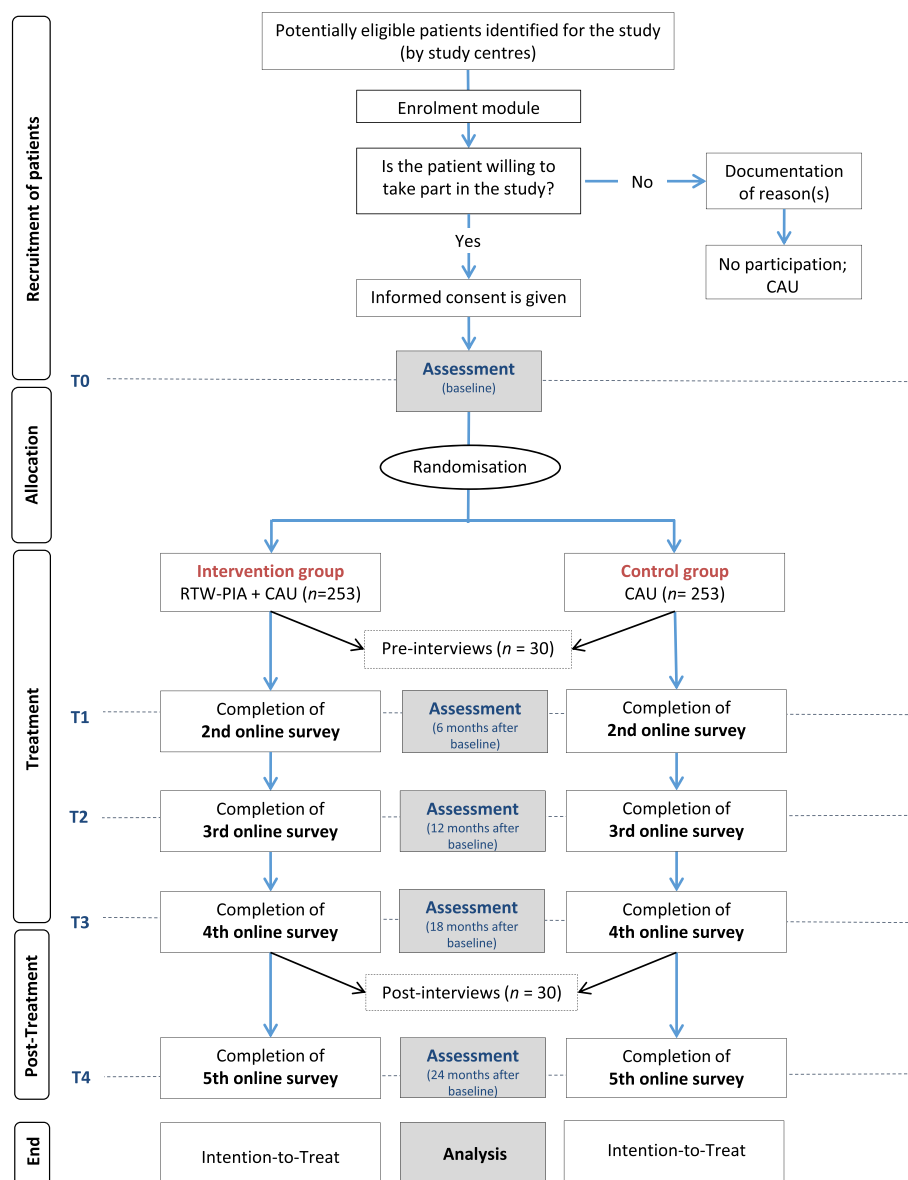 Recruitment of patients
Potentially eligible patients identified for the study
(by study centres)
Enrolment module
Is the patient willing to
take part in the study?
No
Documentation
of reason(s)
No participation;
CAU
Yes
Informed consent is given
T0
Assessment
(baseline)
Allocation
Randomisation
Treatment
Intervention group
RTW-PIA + CAU (n=253)
Control group
CAU (n= 253)
Pre-interviews (n = 30)
T1
Completion of
2nd online survey
Assessment
(6 months after
baseline)
Completion of
2nd online survey
T2
Completion of
3rd online survey
Assessment
(12 months after
baseline)
Completion of
3rd online survey
T3
Completion of
4th online survey
Assessment
(18 months after
baseline)
Completion of
4th online survey
Post-Treatment
Post-interviews (n = 30)
T4
Completion of
5th online survey
Assessment
(24 months after
baseline)
Completion of
5th online survey
End
Intention-to-Treat
Analysis
Intention-to-Treat